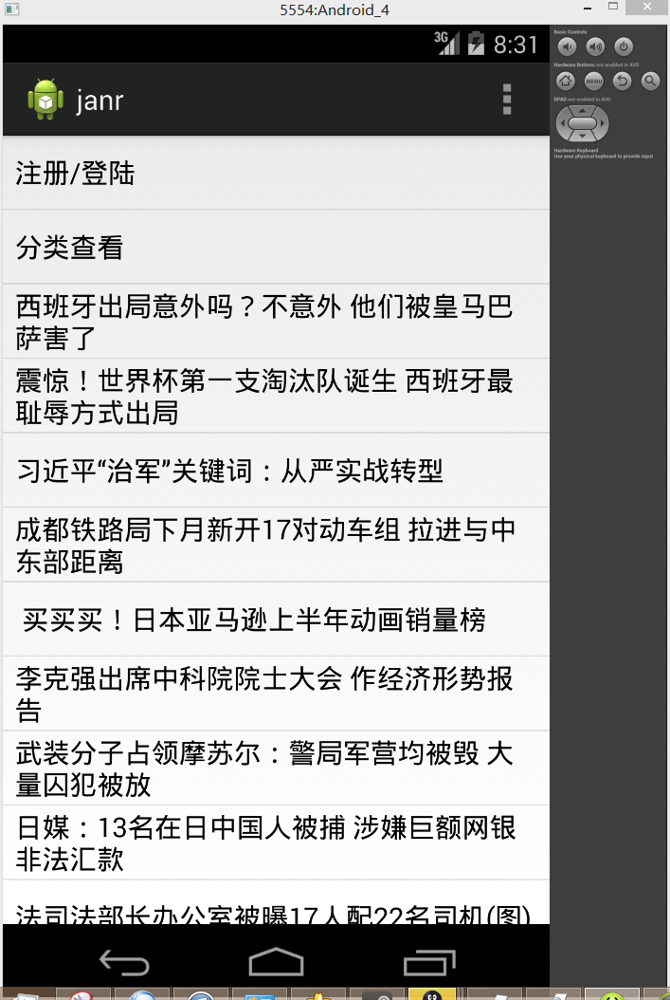 5554:Android_4
3G 8:31
janr
注册/登陆
分类查看
西班牙出局意外吗？不意外 他们被皇马巴
萨害了
震惊！世界杯第一支淘汰队诞生 西班牙最
耻辱方式出局
习近平“治军”关键词：从严实战转型
成都铁路局下月新开17对动车组 拉进与中
东部距离
买买买！日本亚马逊上半年动画销量榜
李克强出席中科院院士大会 作经济形势报
告
武装分子占领摩苏尔：警局军营均被毁 大
量囚犯被放
日媒：13名在日中国人被捕 涉嫌巨额网银
非法汇款
法司法部长办公室被曝17人配22名司机(图)
Basic Controls
Hardware Buttons not enabled in AVD
MENU
DPAD not enabled in AVD
Hardware Keyboard
Use your physical keyboard to provide input